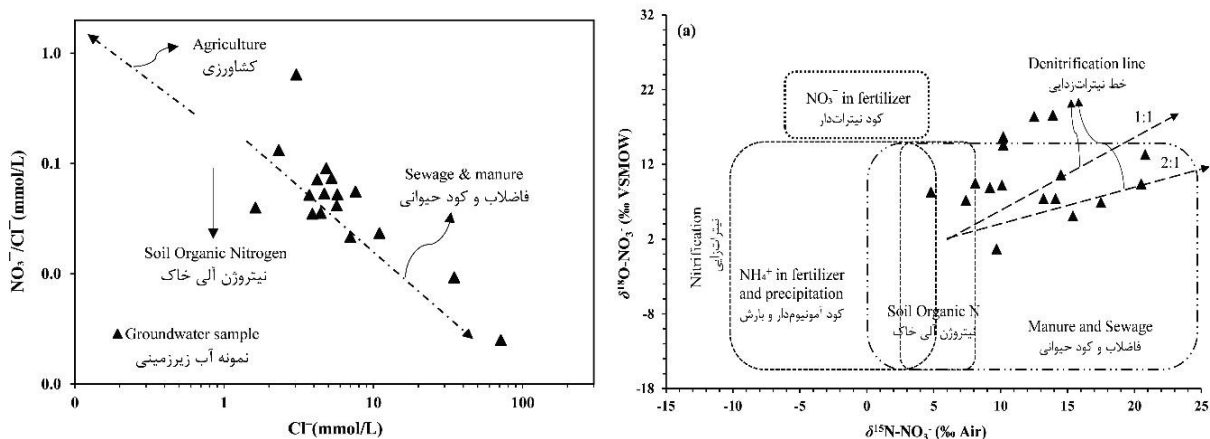 1.0
0.1
0.0
0.0
NO₃⁻/Cl⁻(mmol/L)
Agriculture
کشاورزی
Sewage & manure
فاضلاب و کود حیوانی
Soil Organic Nitrogen
نیتروژن آلی خاک
Groundwater sample
نمونه آب زیرزمینی
0
1
10
100
Cl⁻(mmol/L)
(a)
32
22
12
2
-8
-18
δ¹⁸O-NO₃⁻ (‰ VSMOW)
NO₃⁻ in fertilizer
کود نیترات‌دار
Denitrification line
خط نیترات‌زدایی
1:1
2:1
Nitrification
نیترات‌زایی
NH₄⁺ in fertilizer
and precipitation
کود آمونیوم‌دار و بارش
Soil Organic N
نیتروژن آلی خاک
Manure and Sewage
فاضلاب و کود حیوانی
-15
-10
-5
0
5
10
15
20
25
δ¹⁵N-NO₃⁻ (‰ Air)